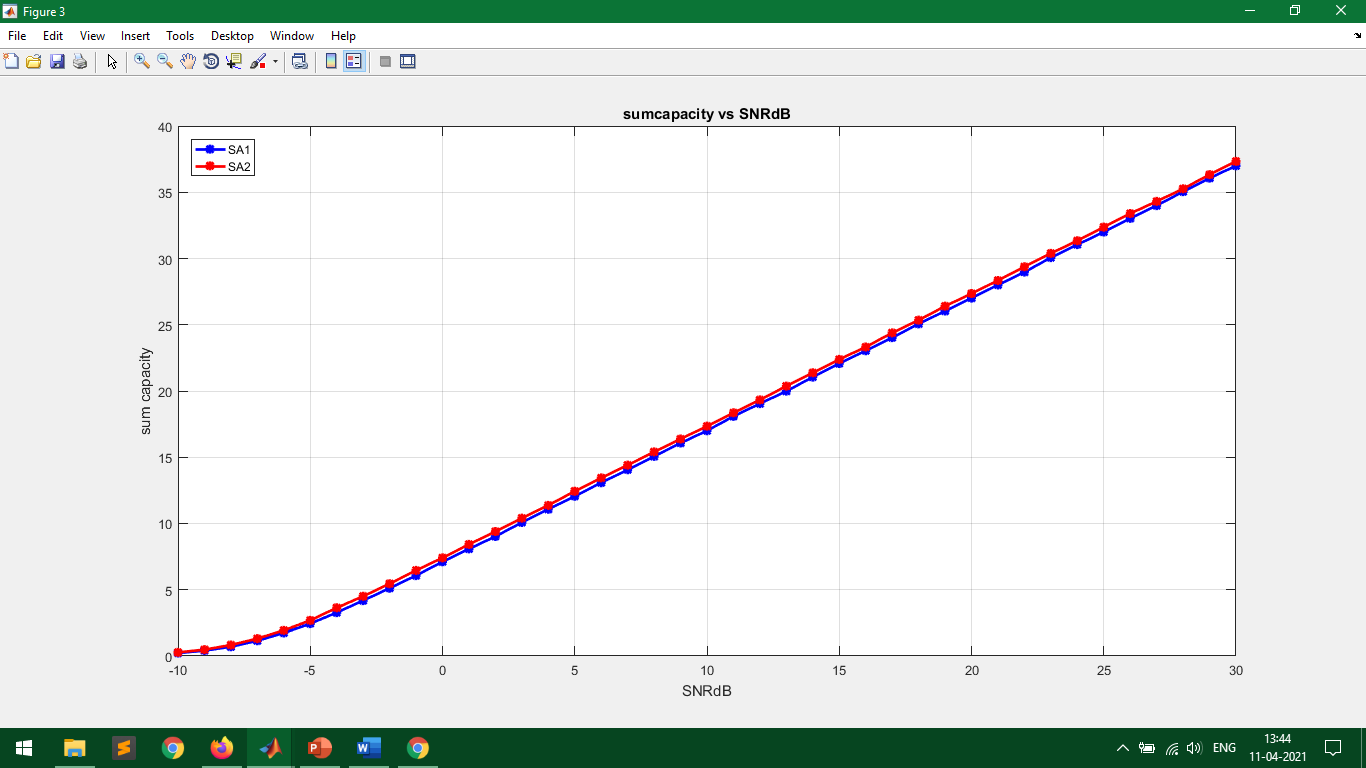 Figure 3
File Edit View Insert Tools Desktop Window Help
sumcapacity vs SNRdB
SA1
SA2
sum capacity
40
35
30
25
20
15
10
5
0
-10 -5 0 5 10 15 20 25 30
SNRdB
P
W
ENG
13:44
11-04-2021